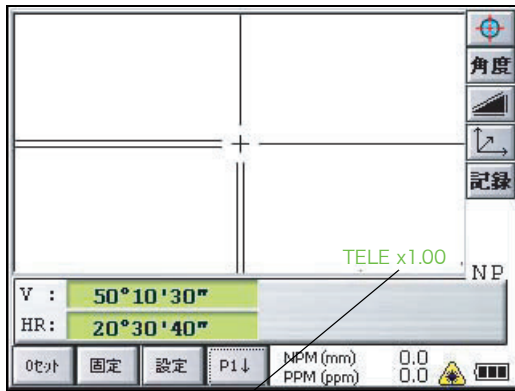 角度
記録
TELE x1.00
NP
V : 50°10'30"
HR: 20°30'40"
0セット 固定 設定 P1↓ NPM (mm) 0.0
PPM (ppm) 0.0